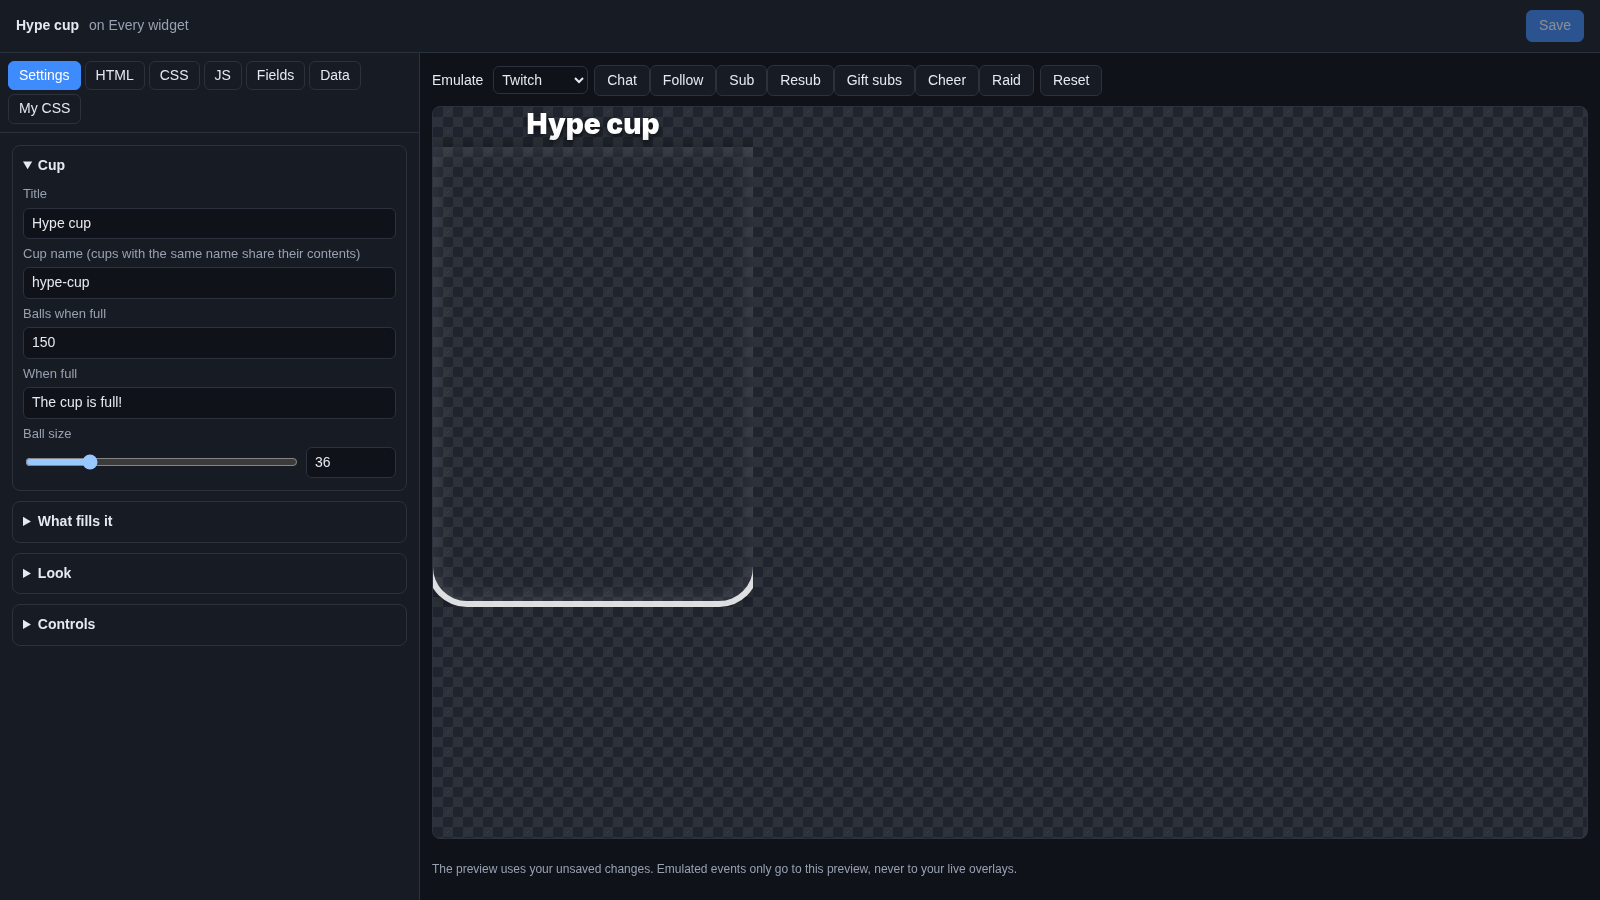 Hype cup on Every widget
Save
Settings HTML CSS JS Fields Data
My CSS
Cup
Title
Hype cup
Cup name (cups with the same name share their contents)
hype-cup
Balls when full
150
When full
The cup is full!
Ball size
36
What fills it
Look
Controls
Emulate Twitch Chat Follow Sub Resub Gift subs Cheer Raid Reset
Hype cup
The preview uses your unsaved changes. Emulated events only go to this preview, never to your live overlays.